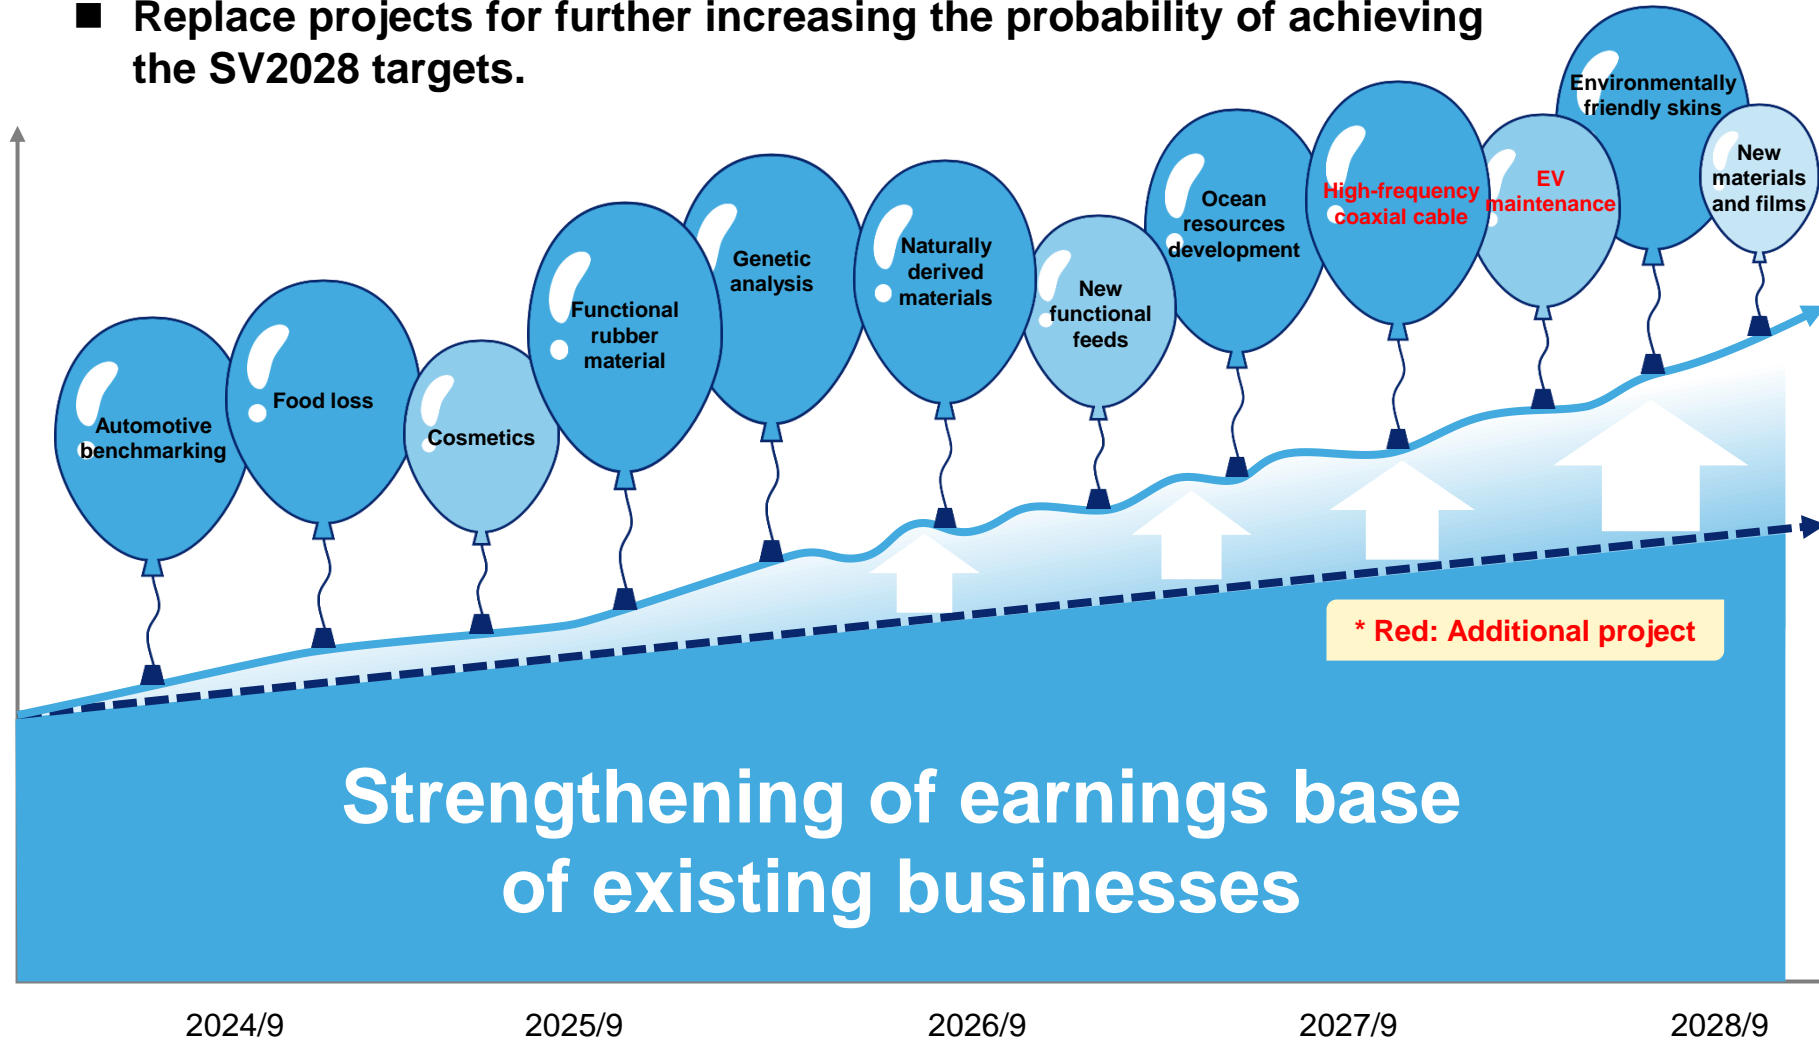 ■ Replace projects for further increasing the probability of achieving
the SV2028 targets.
Automotive
benchmarking
Food loss
Cosmetics
Functional
rubber
material
Genetic
analysis
Naturally
derived
materials
New
functional
feeds
Ocean
resources
development
High-frequency
coaxial cable
EV
maintenance
Environmentally
friendly skins
New
materials
and films
* Red: Additional project
Strengthening of earnings base
of existing businesses
2024/9
2025/9
2026/9
2027/9
2028/9